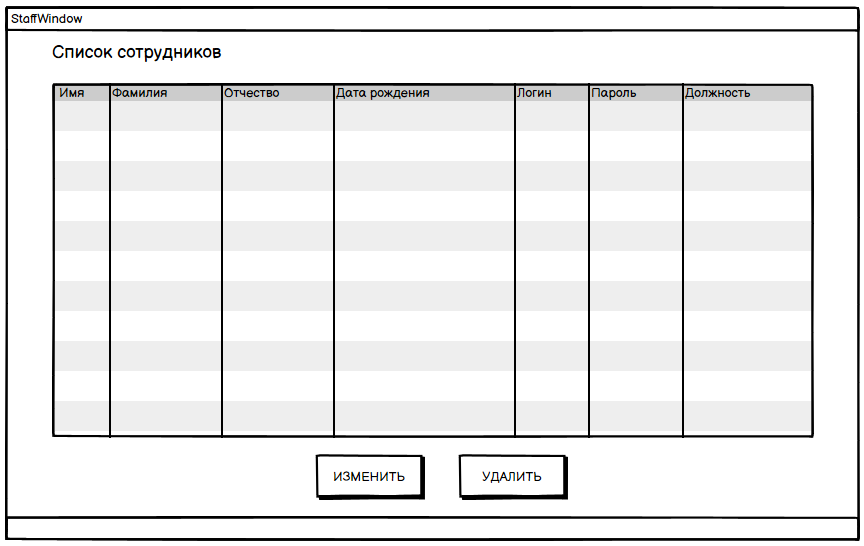 StaffWindow
Список сотрудников
Имя Фамилия Отчество Дата рождения Логин Пароль Должность
ИЗМЕНИТЬ УДАЛИТЬ